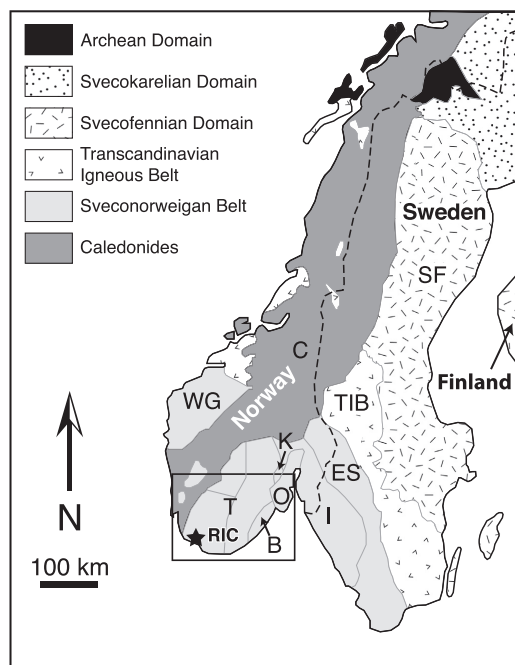 Archean Domain
Svecokarelian Domain
Svecofennian Domain
Transcandinavian
Igneous Belt
Sveconorweigan Belt
Caledonides
Sweden
SF
Finland
C
Norway
WG
TIB
K
ES
T
O
I
B
RIC
N
100 km